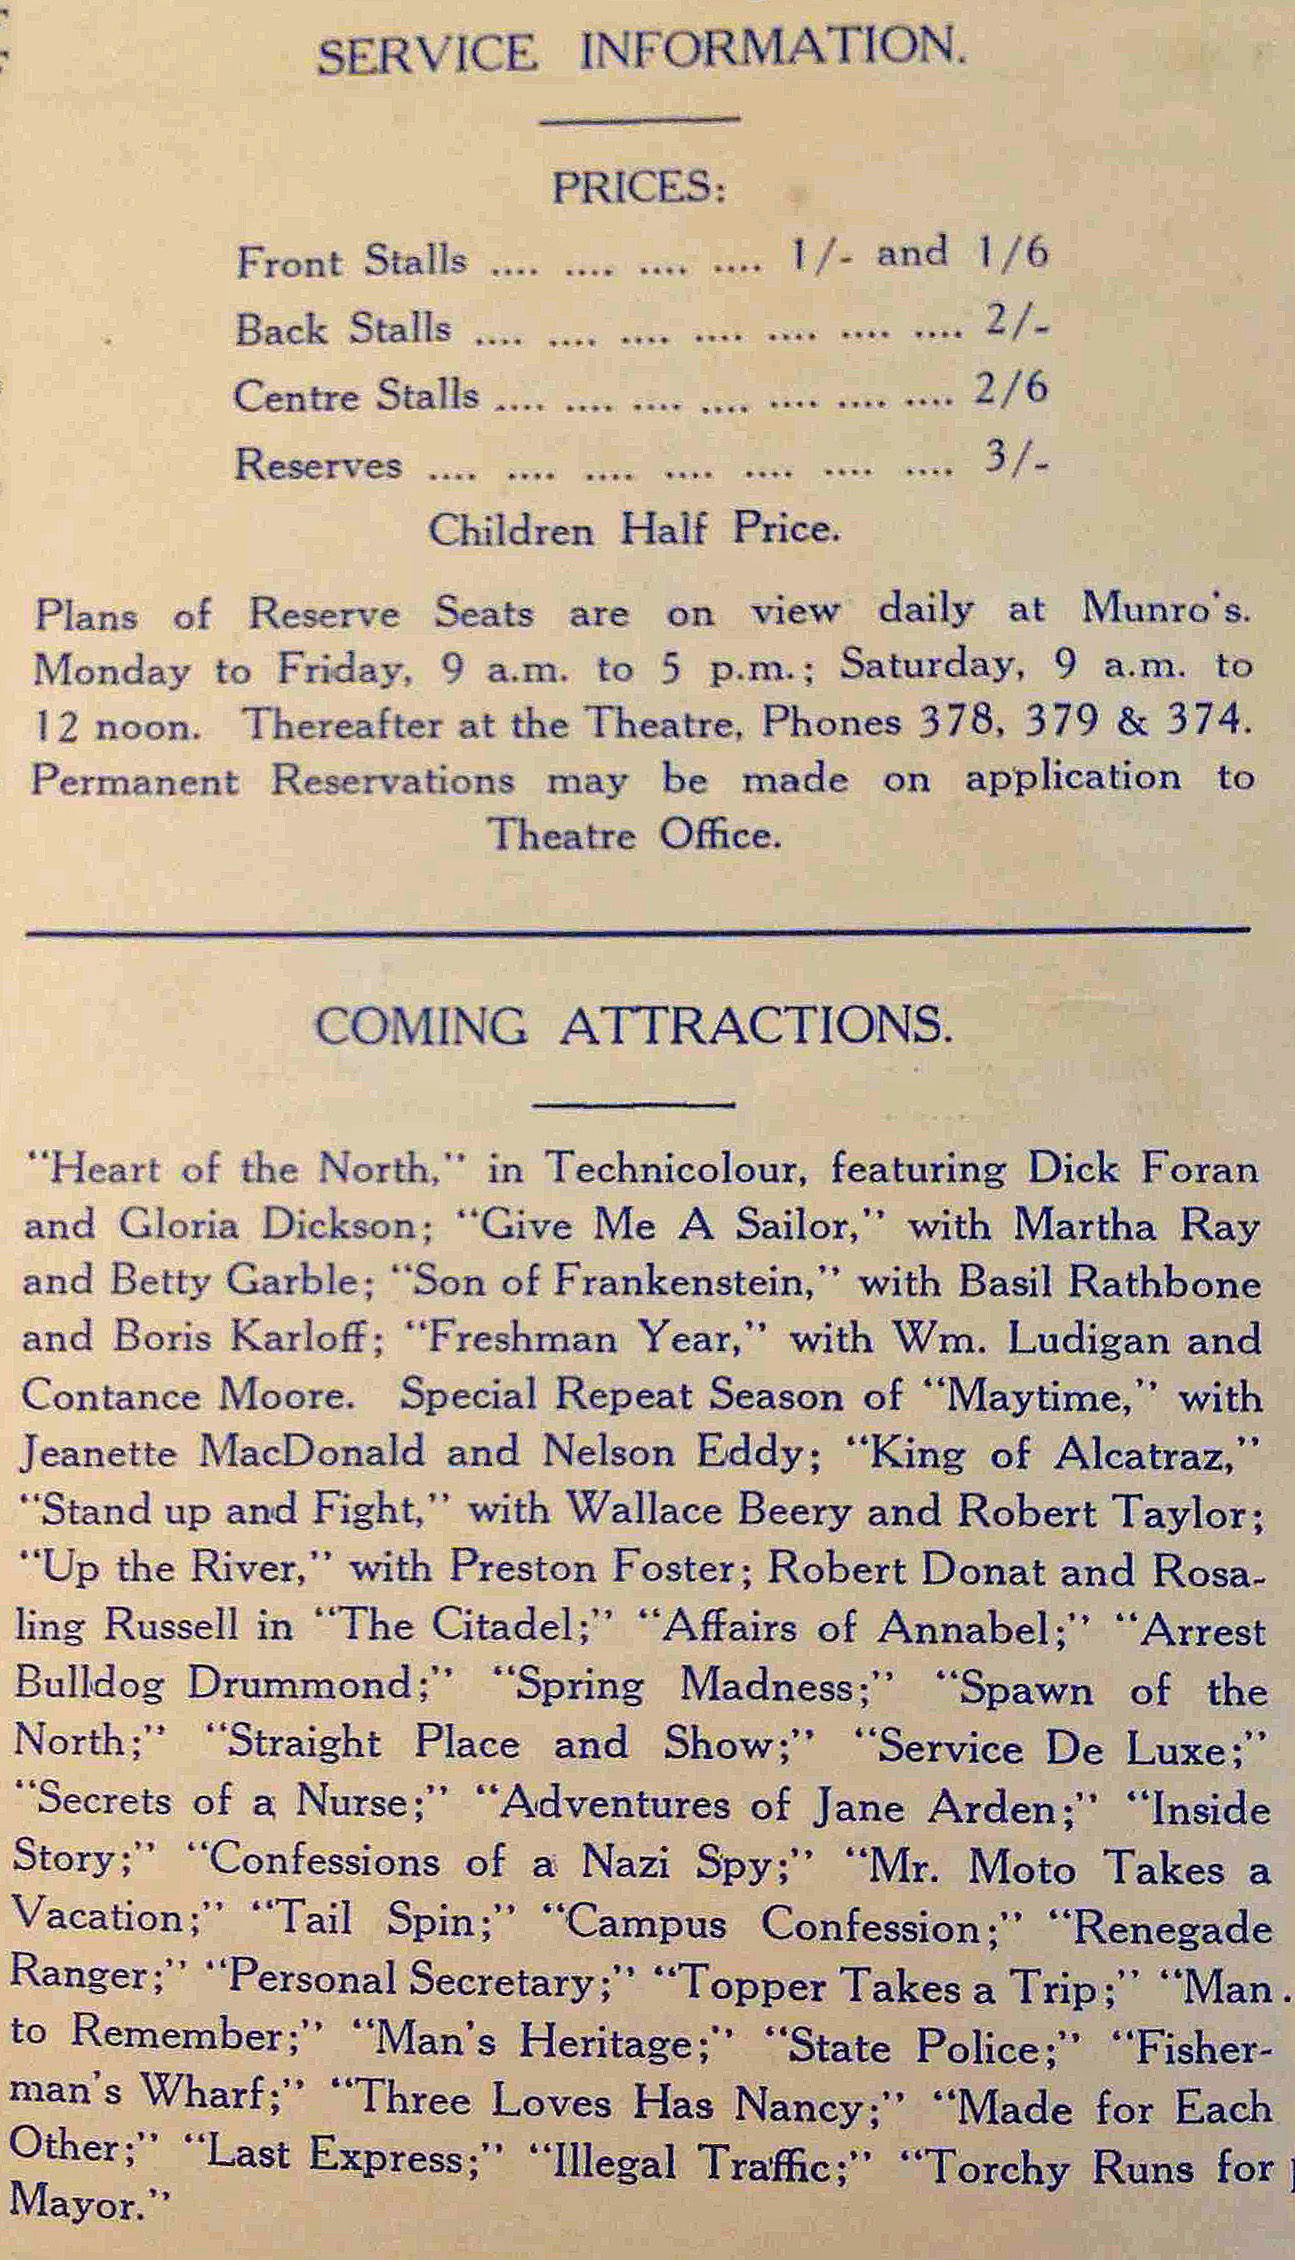 SERVICE INFORMATION.
PRICES:
Front Stalls .... .... .... .... 1/- and 1/6
Back Stalls .... .... .... .... .... .... .... 2/-
Centre Stalls .... .... .... .... .... .... .... 2/6
Reserves .... .... .... .... .... .... .... 3/-
Children Half Price.
Plans of Reserve Seats are on view daily at Munro's.
Monday to Friday, 9 a.m. to 5 p.m.; Saturday, 9 a.m. to
12 noon. Thereafter at the Theatre, Phones 378, 379 & 374.
Permanent Reservations may be made on application to
Theatre Office.
COMING ATTRACTIONS.
"Heart of the North," in Technicolour, featuring Dick Foran
and Gloria Dickson; "Give Me A Sailor," with Martha Ray
and Betty Garble; "Son of Frankenstein," with Basil Rathbone
and Boris Karloff; "Freshman Year," with Wm. Ludigan and
Contance Moore. Special Repeat Season of "Maytime," with
Jeanette MacDonald and Nelson Eddy; "King of Alcatraz,"
"Stand up and Fight," with Wallace Beery and Robert Taylor;
"Up the River," with Preston Foster; Robert Donat and Rosa-
ling Russell in "The Citadel;" "Affairs of Annabel;" "Arrest
Bulldog Drummond;" "Spring Madness;" "Spawn of the
North;" "Straight Place and Show;" "Service De Luxe;"
"Secrets of a Nurse;" "Adventures of Jane Arden;" "Inside
Story;" "Confessions of a Nazi Spy;" "Mr. Moto Takes a
Vacation;" "Tail Spin;" "Campus Confession;" "Renegade
Ranger;" "Personal Secretary;" "Topper Takes a Trip;" "Man
to Remember;" "Man's Heritage;" "State Police;" "Fisher-
man's Wharf;" "Three Loves Has Nancy;" "Made for Each
Other;" "Last Express;" "Illegal Traffic;" "Torchy Runs for
Mayor."